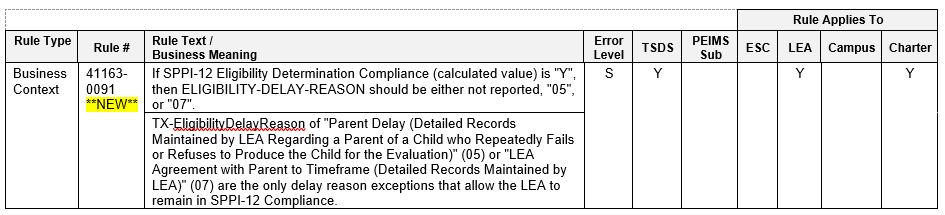 Rule Applies To
Rule Type Rule # Rule Text / Business Meaning Error Level TSDS PEIMS Sub ESC LEA Campus Charter
Business Context
41163-0091
**NEW**
If SPPI-12 Eligibility Determination Compliance (calculated value) is "Y",
then ELIGIBILITY-DELAY-REASON should be either not reported, "05",
or "07".
S Y Y Y
TX-EligibilityDelayReason of "Parent Delay (Detailed Records
Maintained by LEA Regarding a Parent of a Child who Repeatedly Fails
or Refuses to Produce the Child for the Evaluation)" (05) or "LEA
Agreement with Parent to Timeframe (Detailed Records Maintained by
LEA)" (07) are the only delay reason exceptions that allow the LEA to
remain in SPPI-12 Compliance.